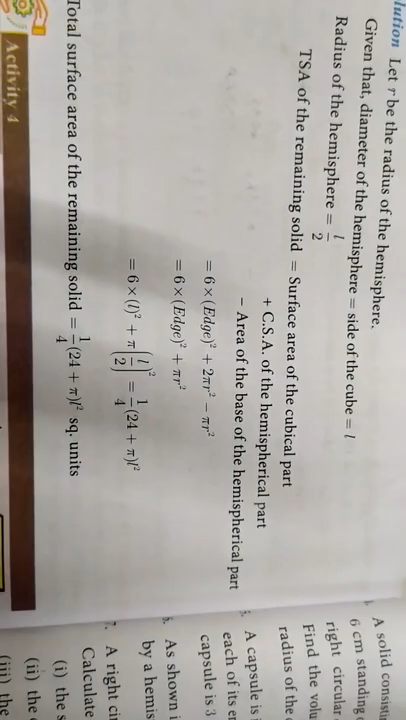 lution Let r be the radius of the hemisphere.
Given that, diameter of the hemisphere = side of the cube = l
Radius of the hemisphere = l/2
TSA of the remaining solid = Surface area of the cubical part
+ C.S.A. of the hemispherical part
− Area of the base of the hemispherical part
= 6 × (Edge)² + 2πr² − πr²
= 6 × (Edge)² + πr²
= 6 × (l)² + π(l/2)² = 1/4(24 + π)l²
Total surface area of the remaining solid = 1/4(24 + π)l² sq. units
Activity 4
A solid consist
6 cm standing
right circular
Find the volu
radius of the
A capsule is
each of its e
capsule is 3
As shown i
by a hemis
7. A right ci
Calculate
(i) the s
(ii) the
(iii) the